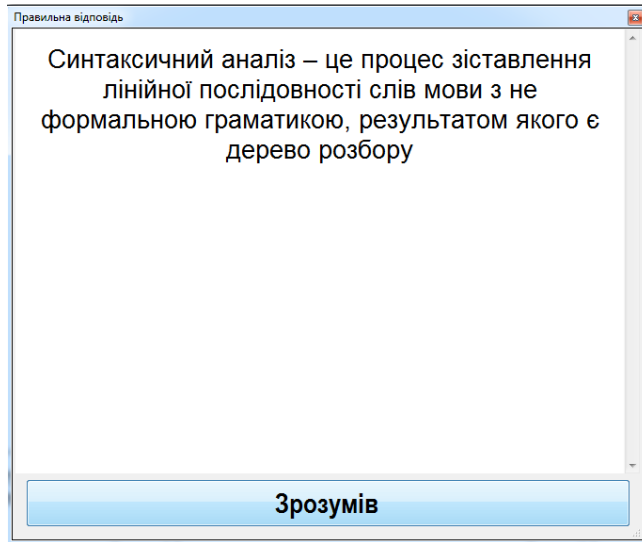 Правильна відповідь
Синтаксичний аналіз – це процес зіставлення
лінійної послідовності слів мови з не
формальною граматикою, результатом якого є
дерево розбору
Зрозумів